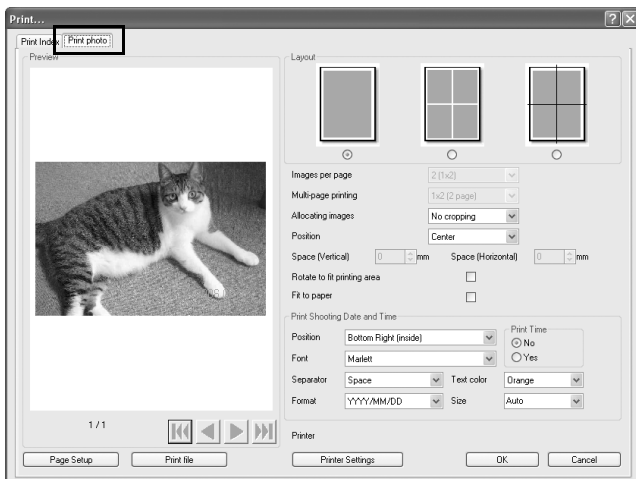 Print...
Print Index Print photo
Preview
1 / 1
Page Setup Print file
Layout
Images per page 2 (1x2)
Multi-page printing 1x2 (2 page)
Allocating images No cropping
Position Center
Space (Vertical) 0 mm Space (Horizontal) 0 mm
Rotate to fit printing area
Fit to paper
Print Shooting Date and Time
Position Bottom Right (inside)
Print Time
No
Yes
Font Marlett
Separator Space Text color Orange
Format YYYY/MM/DD Size Auto
Printer
Printer Settings OK Cancel